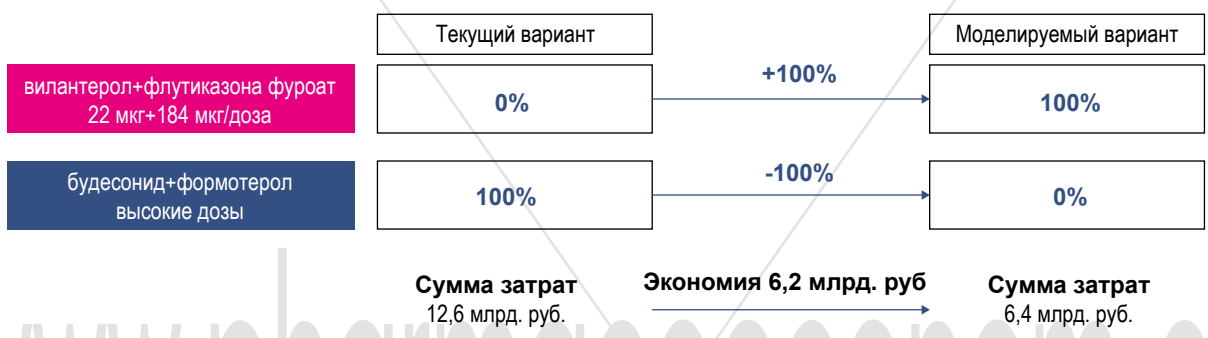 Текущий вариант
Моделируемый вариант
вилантерол+флутиказона фуроат
22 мкг+184 мкг/доза
0%
+100%
100%
будесонид+формотерол
высокие дозы
100%
-100%
0%
Сумма затрат
12,6 млрд. руб.
Экономия 6,2 млрд. руб
Сумма затрат
6,4 млрд. руб.